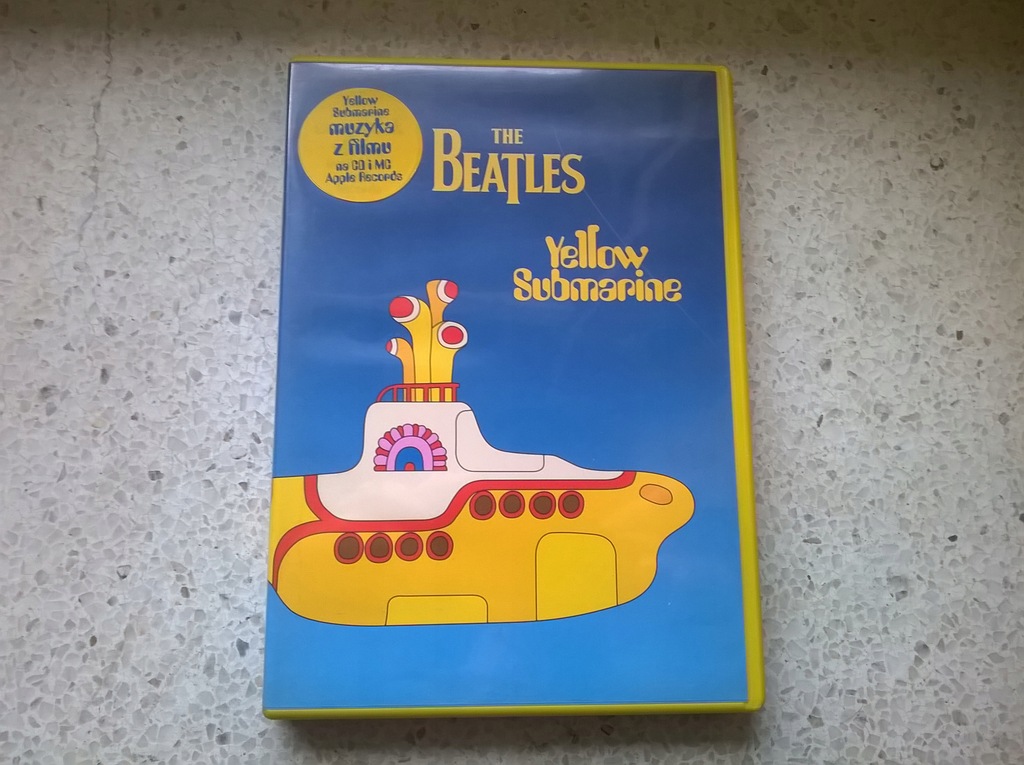 Yellow
Submarine
muzyka
z filmu
na CD i MC
Apple Records
THE
BEATLES
Yellow
Submarine